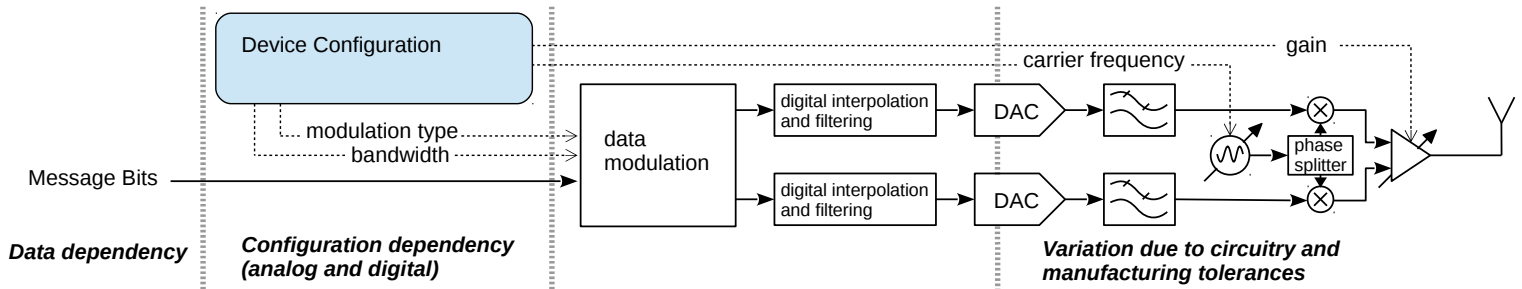 Device Configuration
gain
carrier frequency
modulation type
bandwidth
Message Bits
data
modulation
digital interpolation
and filtering
DAC
digital interpolation
and filtering
DAC
phase
splitter
Data dependency
Configuration dependency
(analog and digital)
Variation due to circuitry and
manufacturing tolerances